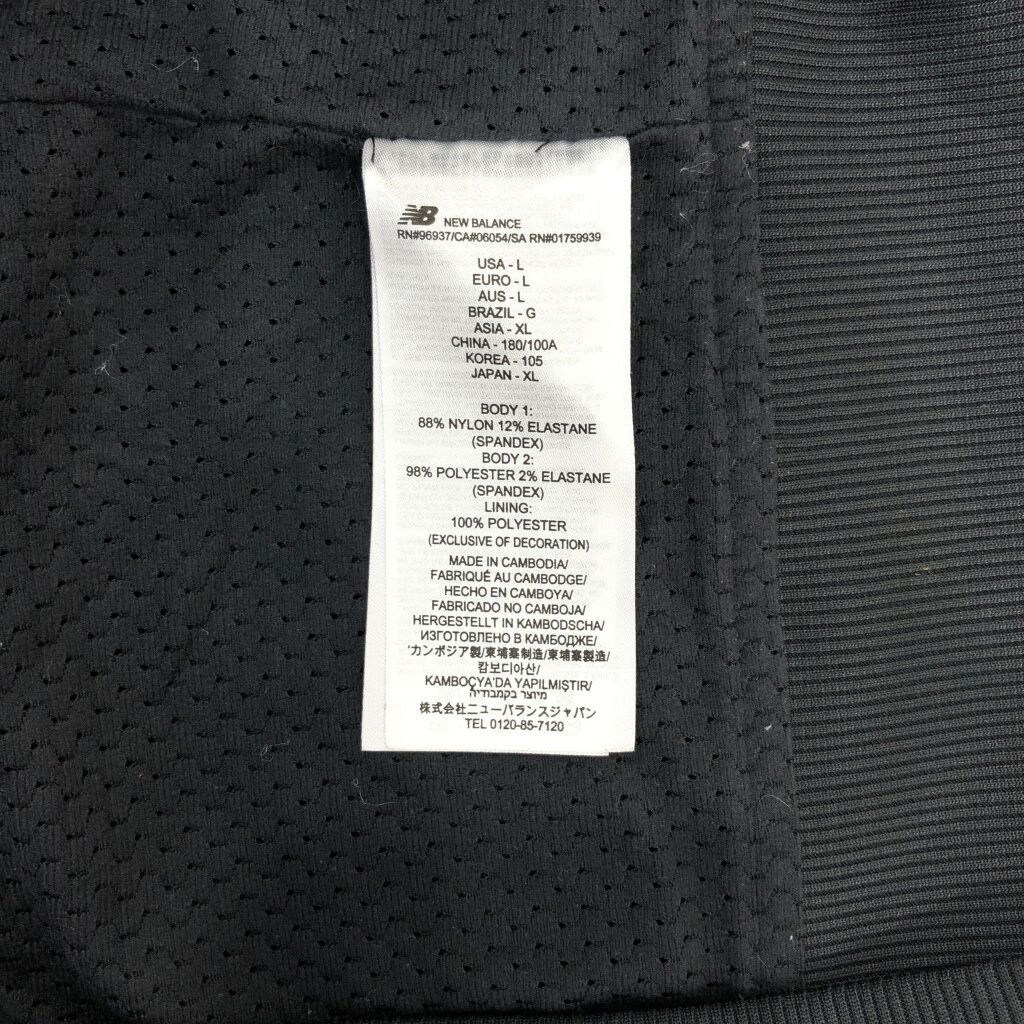 NB NEW BALANCE
RN#96937/CA#06054/SA RN#01759939
USA - L
EURO - L
AUS - L
BRAZIL - G
ASIA - XL
CHINA - 180/100A
KOREA - 105
JAPAN - XL
BODY 1:
88% NYLON 12% ELASTANE
(SPANDEX)
BODY 2:
98% POLYESTER 2% ELASTANE
(SPANDEX)
LINING:
100% POLYESTER
(EXCLUSIVE OF DECORATION)
MADE IN CAMBODIA/
FABRIQUÉ AU CAMBODGE/
HECHO EN CAMBOYA/
FABRICADO NO CAMBOJA/
HERGESTELLT IN KAMBODSCHA/
ИЗГОТОВЛЕНО В КАМБОДЖЕ/
'カンボジア製/柬埔寨制造/柬埔寨製造/
캄보디아산/
KAMBOÇYA'DA YAPILMIŞTIR/
מיוצר בקמבודיה
株式会社ニューバランスジャパン
TEL 0120-85-7120